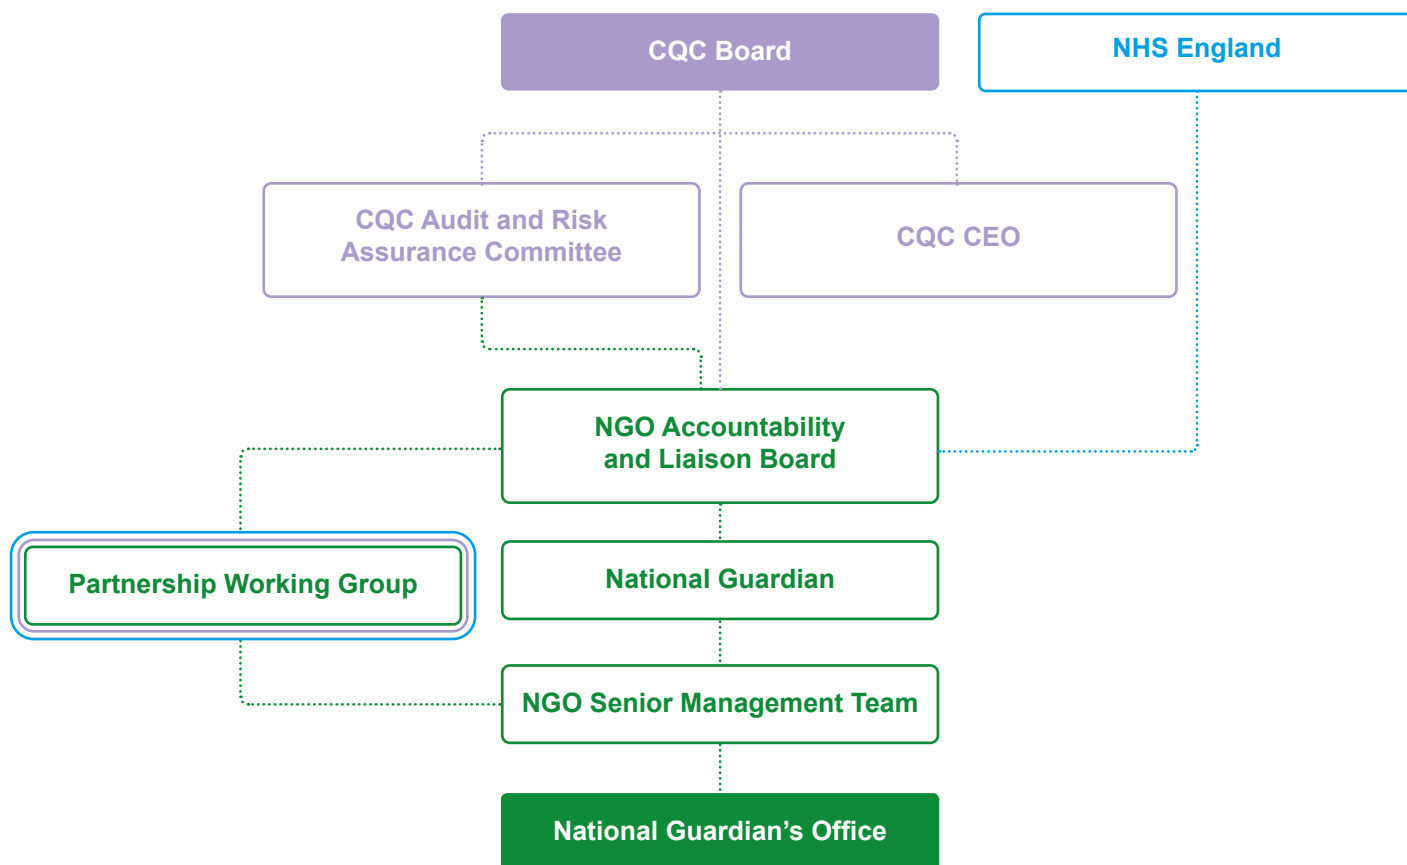 CQC Board
NHS England
CQC Audit and Risk
Assurance Committee
CQC CEO
NGO Accountability
and Liaison Board
Partnership Working Group
National Guardian
NGO Senior Management Team
National Guardian’s Office